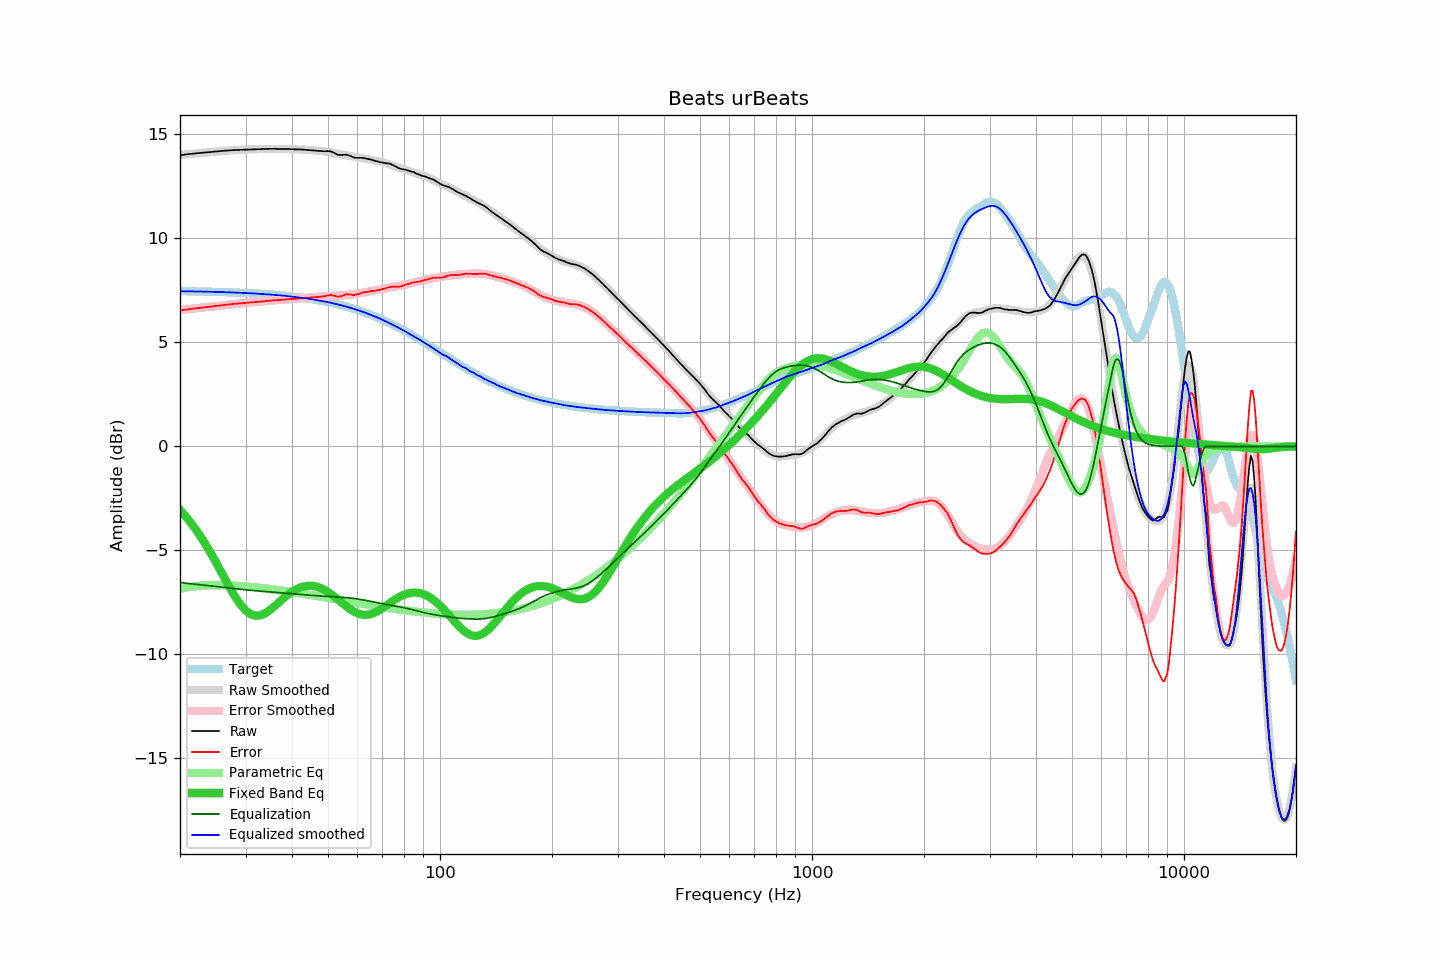 Beats urBeats
15
10
5
0
−5
−10
−15
Amplitude (dBr)
Target
Raw Smoothed
Error Smoothed
Raw
Error
Parametric Eq
Fixed Band Eq
Equalization
Equalized smoothed
100 1000 10000
Frequency (Hz)